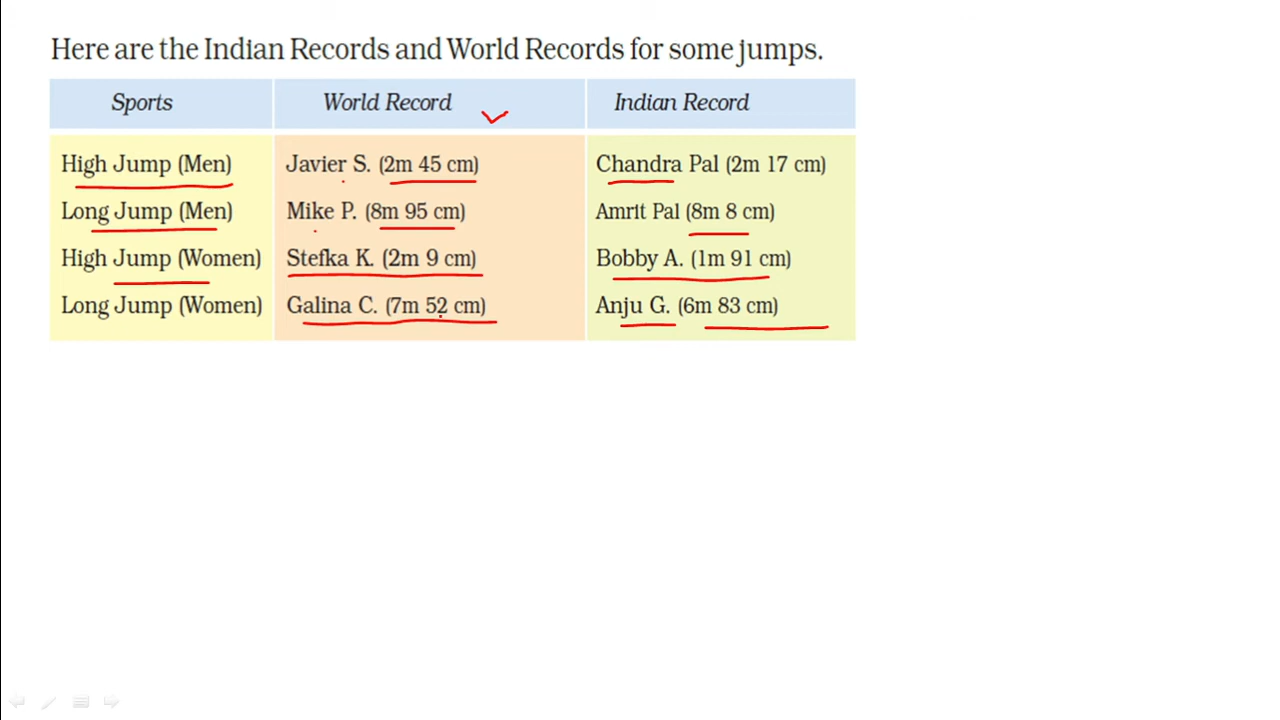 Here are the Indian Records and World Records for some jumps.
Sports World Record Indian Record
High Jump (Men) Javier S. (2m 45 cm) Chandra Pal (2m 17 cm)
Long Jump (Men) Mike P. (8m 95 cm) Amrit Pal (8m 8 cm)
High Jump (Women) Stefka K. (2m 9 cm) Bobby A. (1m 91 cm)
Long Jump (Women) Galina C. (7m 52 cm) Anju G. (6m 83 cm)